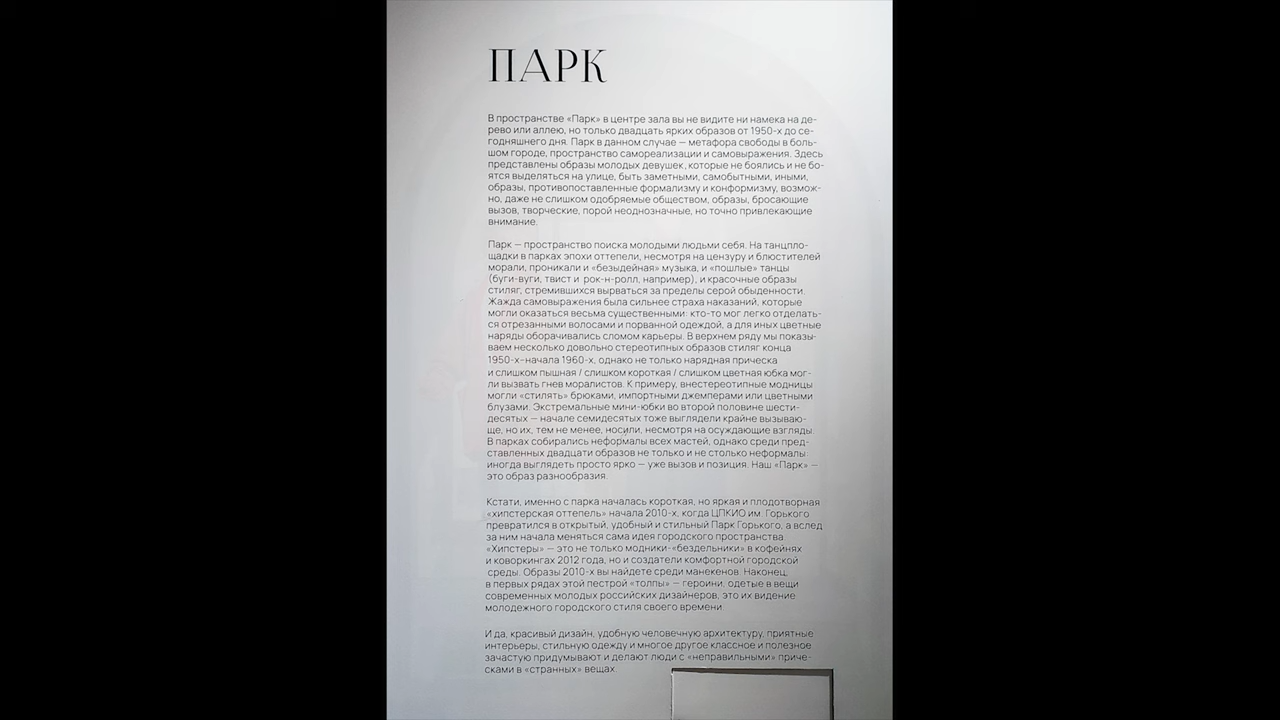 ПАРК
В пространстве «Парк» в центре зала вы не видите ни намека на де-
рево или аллею, но только двадцать ярких образов от 1950-х до се-
годняшнего дня. Парк в данном случае — метафора свободы в боль-
шом городе, пространство самореализации и самовыражения. Здесь
представлены образы молодых девушек, которые не боялись и не бо-
ятся выделяться на улице, быть заметными, самобытными, иными,
образы, противопоставленные формализму и конформизму, возмож-
но, даже не слишком одобряемые обществом, образы, бросающие
вызов, творческие, порой неоднозначные, но точно привлекающие
внимание.
Парк — пространство поиска молодыми людьми себя. На танцпло-
щадки в парках эпохи оттепели, несмотря на цензуру и блюстителей
морали, проникали и «безыдейная» музыка, и «пошлые» танцы
(буги-вуги, твист и рок-н-ролл, например), и красочные образы
стиляг, стремившихся вырваться за пределы серой обыденности.
Жажда самовыражения была сильнее страха наказаний, которые
могли оказаться весьма существенными: кто-то мог легко отделать-
ся отрезанными волосами и порванной одеждой, а для иных цветные
наряды оборачивались сломом карьеры. В верхнем ряду мы показы-
ваем несколько довольно стереотипных образов стиляг конца
1950-х–начала 1960-х, однако не только нарядная прическа
и слишком пышная / слишком короткая / слишком цветная юбка мог-
ли вызвать гнев моралистов. К примеру, внестереотипные модницы
могли «стилять» брюками, импортными джемперами или цветными
блузами. Экстремальные мини-юбки во второй половине шести-
десятых — начале семидесятых тоже выглядели крайне вызываю-
ще, но их, тем не менее, носили, несмотря на осуждающие взгляды.
В парках собирались неформалы всех мастей, однако среди пред-
ставленных двадцати образов не только и не столько неформалы:
иногда выглядеть просто ярко — уже вызов и позиция. Наш «Парк» —
это образ разнообразия.
Кстати, именно с парка началась короткая, но яркая и плодотворная
«хипстерская оттепель» начала 2010-х, когда ЦПКИО им. Горького
превратился в открытый, удобный и стильный Парк Горького, а вслед
за ним начала меняться сама идея городского пространства.
«Хипстеры» — это не только модники-«бездельники» в кофейнях
и коворкингах 2012 года, но и создатели комфортной городской
среды. Образы 2010-х вы найдете среди манекенов. Наконец,
в первых рядах этой пестрой «толпы» — героини, одетые в вещи
современных молодых российских дизайнеров, это их видение
молодежного городского стиля своего времени.
И да, красивый дизайн, удобную человечную архитектуру, приятные
интерьеры, стильную одежду и многое другое классное и полезное
зачастую придумывают и делают люди с «неправильными» приче-
сками в «странных» вещах.